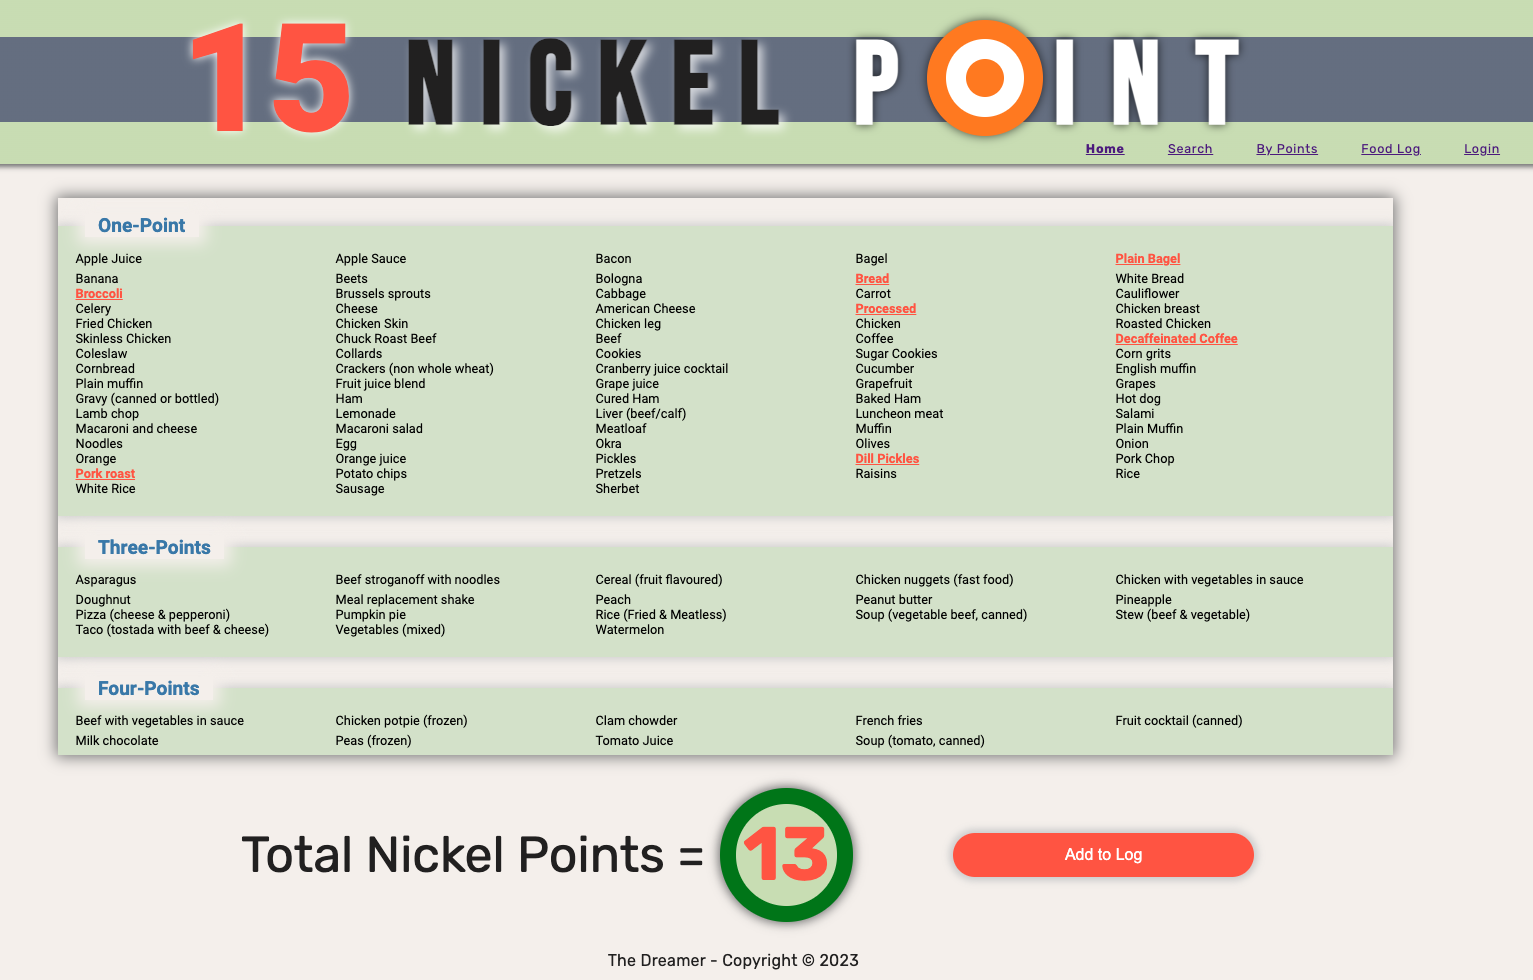 15 NICKEL POINT
Home Search By Points Food Log Login
One-Point
Apple Juice Apple Sauce Bacon Bagel Plain Bagel
Banana Beets Bologna Bread White Bread
Broccoli Brussels sprouts Cabbage Carrot Cauliflower
Celery Cheese American Cheese Processed Chicken breast
Fried Chicken Chicken Skin Chicken leg Chicken Roasted Chicken
Skinless Chicken Chuck Roast Beef Beef Coffee Decaffeinated Coffee
Coleslaw Collards Cookies Sugar Cookies Corn grits
Cornbread Crackers (non whole wheat) Cranberry juice cocktail Cucumber English muffin
Plain muffin Fruit juice blend Grape juice Grapefruit Grapes
Gravy (canned or bottled) Ham Cured Ham Baked Ham Hot dog
Lamb chop Lemonade Liver (beef/calf) Luncheon meat Salami
Macaroni and cheese Macaroni salad Meatloaf Muffin Plain Muffin
Noodles Egg Okra Olives Onion
Orange Orange juice Pickles Dill Pickles Pork Chop
Pork roast Potato chips Pretzels Raisins Rice
White Rice Sausage Sherbet
Three-Points
Asparagus Beef stroganoff with noodles Cereal (fruit flavoured) Chicken nuggets (fast food) Chicken with vegetables in sauce
Doughnut Meal replacement shake Peach Peanut butter Pineapple
Pizza (cheese & pepperoni) Pumpkin pie Rice (Fried & Meatless) Soup (vegetable beef, canned) Stew (beef & vegetable)
Taco (tostada with beef & cheese) Vegetables (mixed) Watermelon
Four-Points
Beef with vegetables in sauce Chicken potpie (frozen) Clam chowder French fries Fruit cocktail (canned)
Milk chocolate Peas (frozen) Tomato Juice Soup (tomato, canned)
Total Nickel Points = 13 Add to Log
The Dreamer - Copyright © 2023